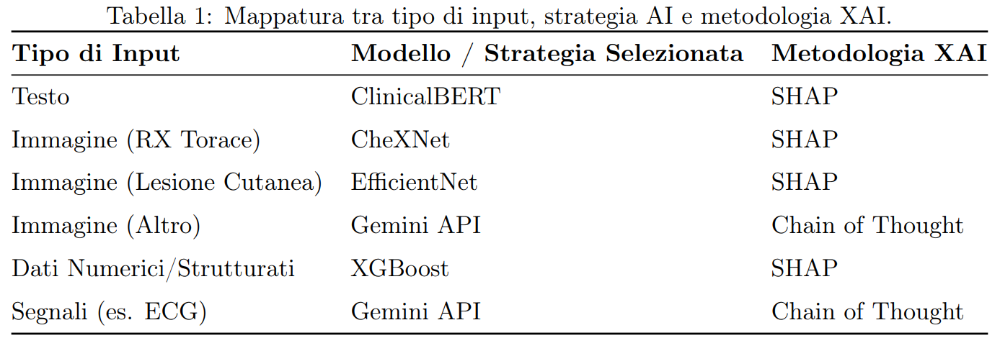 Tabella 1: Mappatura tra tipo di input, strategia AI e metodologia XAI.
Tipo di Input Modello / Strategia Selezionata Metodologia XAI
Testo ClinicalBERT SHAP
Immagine (RX Torace) CheXNet SHAP
Immagine (Lesione Cutanea) EfficientNet SHAP
Immagine (Altro) Gemini API Chain of Thought
Dati Numerici/Strutturati XGBoost SHAP
Segnali (es. ECG) Gemini API Chain of Thought